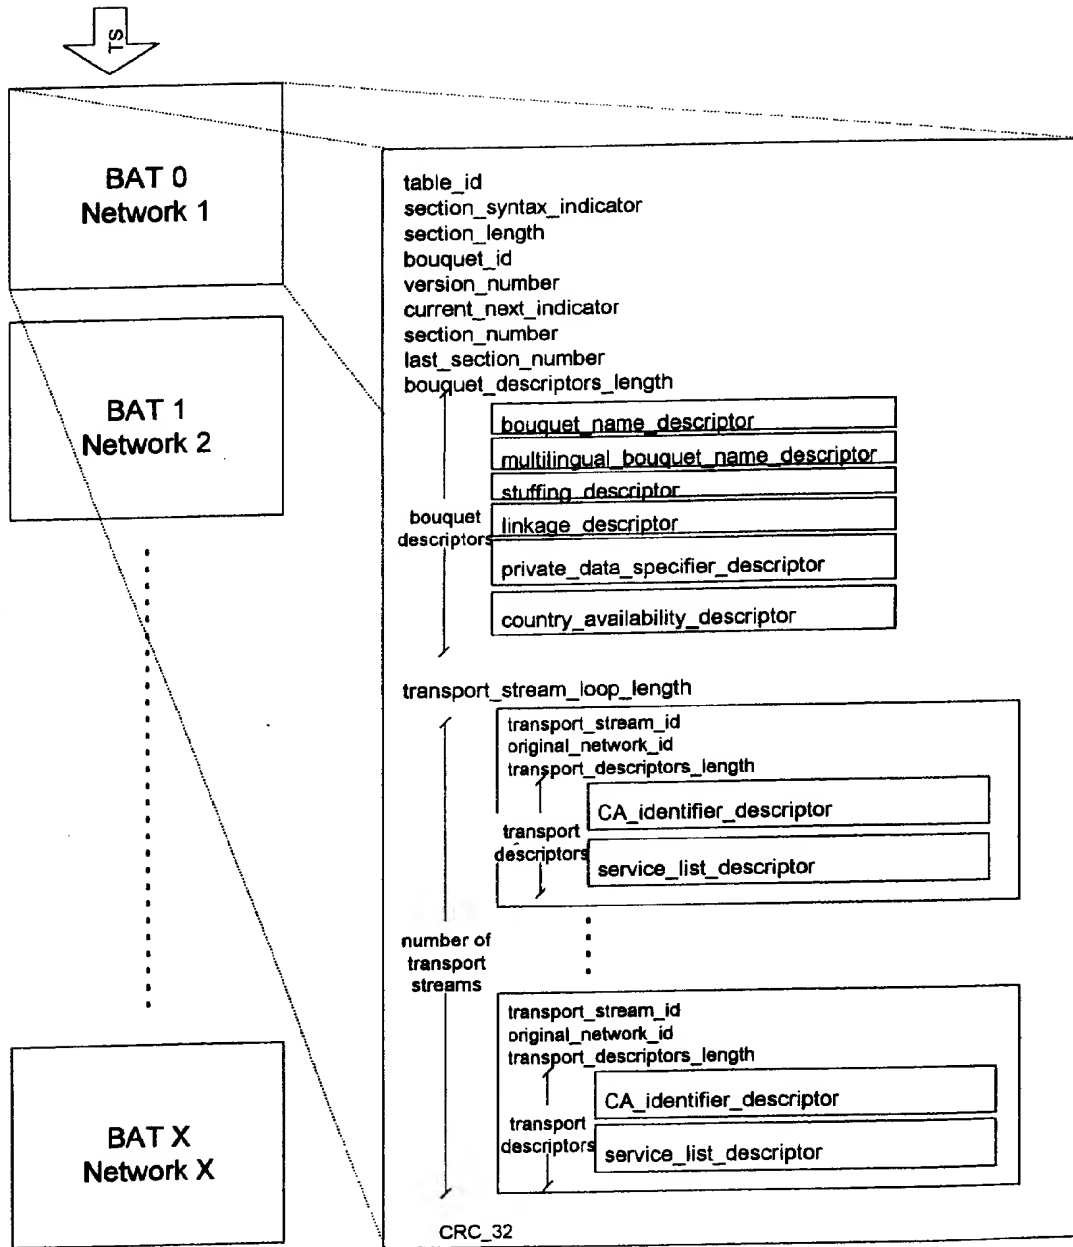 TS
BAT 0
Network 1
BAT 1
Network 2
BAT X
Network X
table_id
section_syntax_indicator
section_length
bouquet_id
version_number
current_next_indicator
section_number
last_section_number
bouquet_descriptors_length
bouquet
descriptors
bouquet_name_descriptor
multilingual_bouquet_name_descriptor
stuffing_descriptor
linkage_descriptor
private_data_specifier_descriptor
country_availability_descriptor
transport_stream_loop_length
number of
transport
streams
transport_stream_id
original_network_id
transport_descriptors_length
transport
descriptors
CA_identifier_descriptor
service_list_descriptor
transport_stream_id
original_network_id
transport_descriptors_length
transport
descriptors
CA_identifier_descriptor
service_list_descriptor
CRC_32